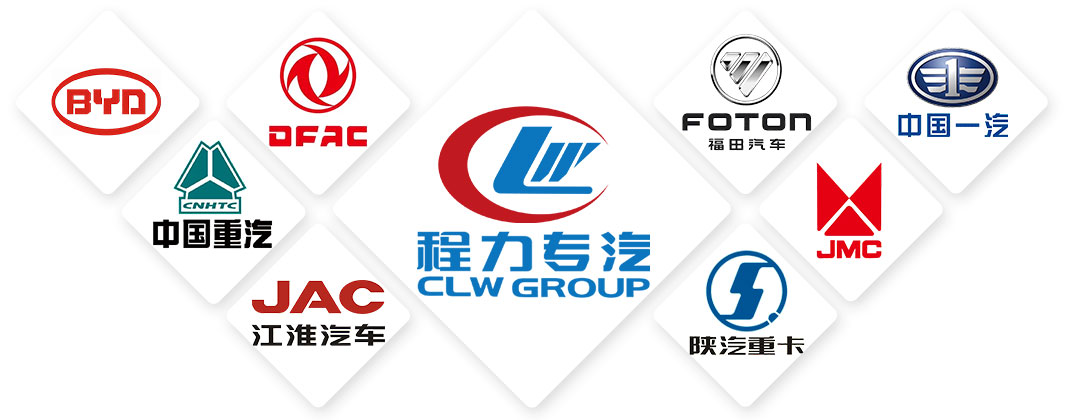 BYD
DFAC
CNHTC
中国重汽
JAC
江淮汽车
程力专汽
CLW GROUP
FOTON
福田汽车
中国一汽
JMC
陕汽重卡